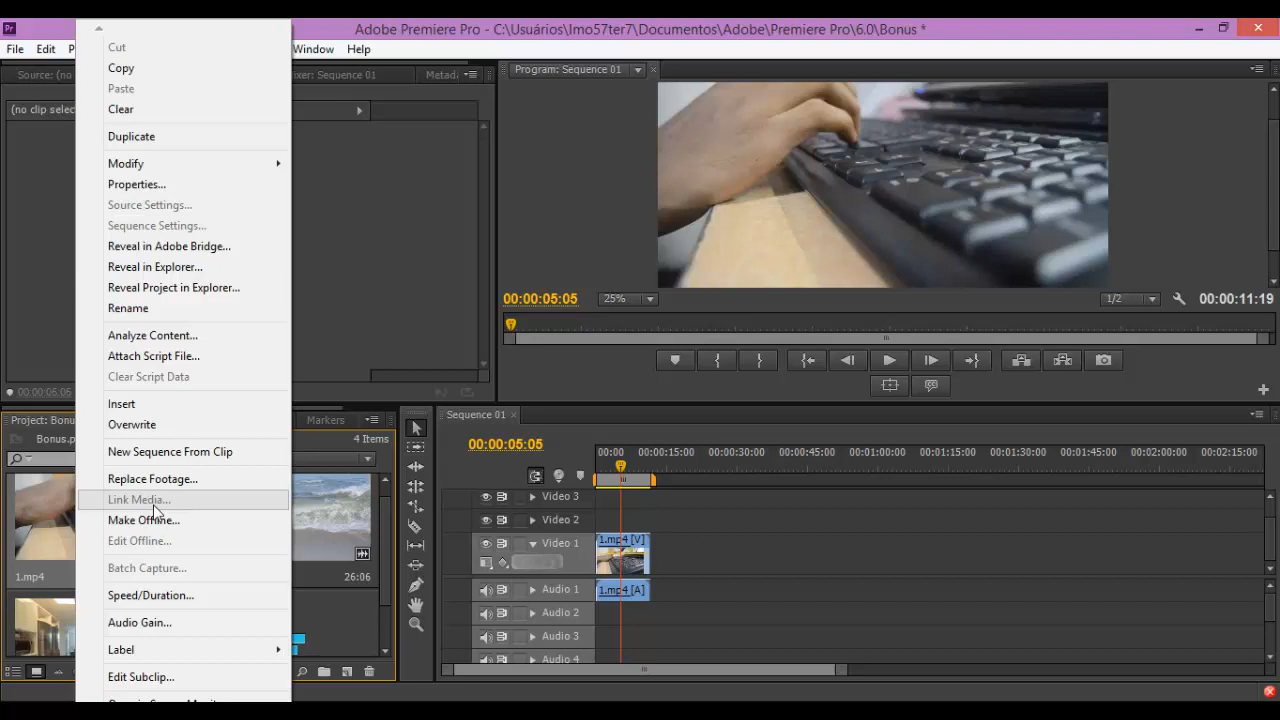 Pr
Adobe Premiere Pro - C:\Usuários\Imo57ter7\Documentos\Adobe\Premiere Pro\6.0\Bonus *
File Edit P Window Help
Cut
Copy
Paste
Clear
Duplicate
Modify
Properties...
Source Settings...
Sequence Settings...
Reveal in Adobe Bridge...
Reveal in Explorer...
Reveal Project in Explorer...
Rename
Analyze Content...
Attach Script File...
Clear Script Data
Insert
Overwrite
New Sequence From Clip
Replace Footage...
Link Media...
Make Offline...
Edit Offline...
Batch Capture...
Speed/Duration...
Audio Gain...
Label
Edit Subclip...
Source: (no
ixer: Sequence 01
Metad
(no clip selec
00:00:05:05
Program: Sequence 01
00:00:05:05
25%
1/2
00:00:11:19
Project: Bonu
Markers
Bonus.p
4 Items
1.mp4
26:06
Sequence 01
00:00:05:05
00:00 00:00:15:00 00:00:30:00 00:00:45:00 00:01:00:00 00:01:15:00 00:01:30:00 00:01:45:00 00:02:00:00 00:02:15:00
Video 3
Video 2
Video 1
1.mp4 [V]
Audio 1
1.mp4 [A]
Audio 2
Audio 3
Audio 4